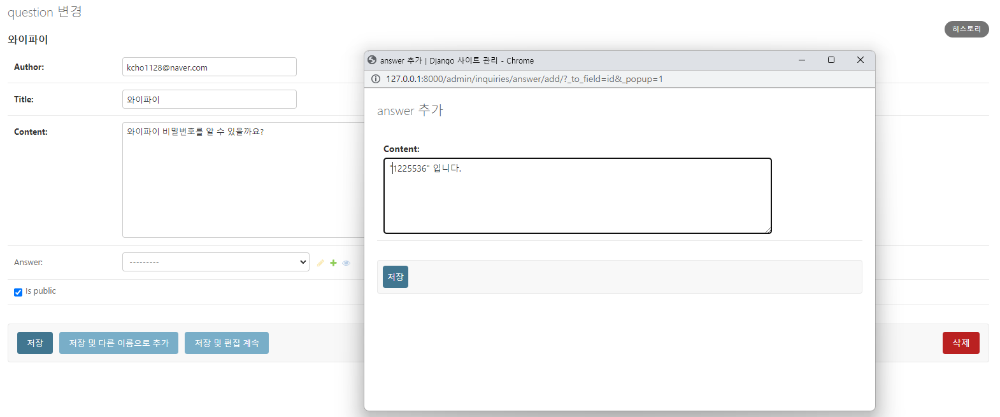 question 변경
와이파이
히스토리
Author:
kcho1128@naver.com
Title:
와이파이
Content:
와이파이 비밀번호를 알 수 있을까요?
Answer:
---------
Is public
저장
저장 및 다른 이름으로 추가
저장 및 편집 계속
삭제
answer 추가 | Django 사이트 관리 - Chrome
127.0.0.1:8000/admin/inquiries/answer/add/?_to_field=id&_popup=1
answer 추가
Content:
"1225536" 입니다.
저장